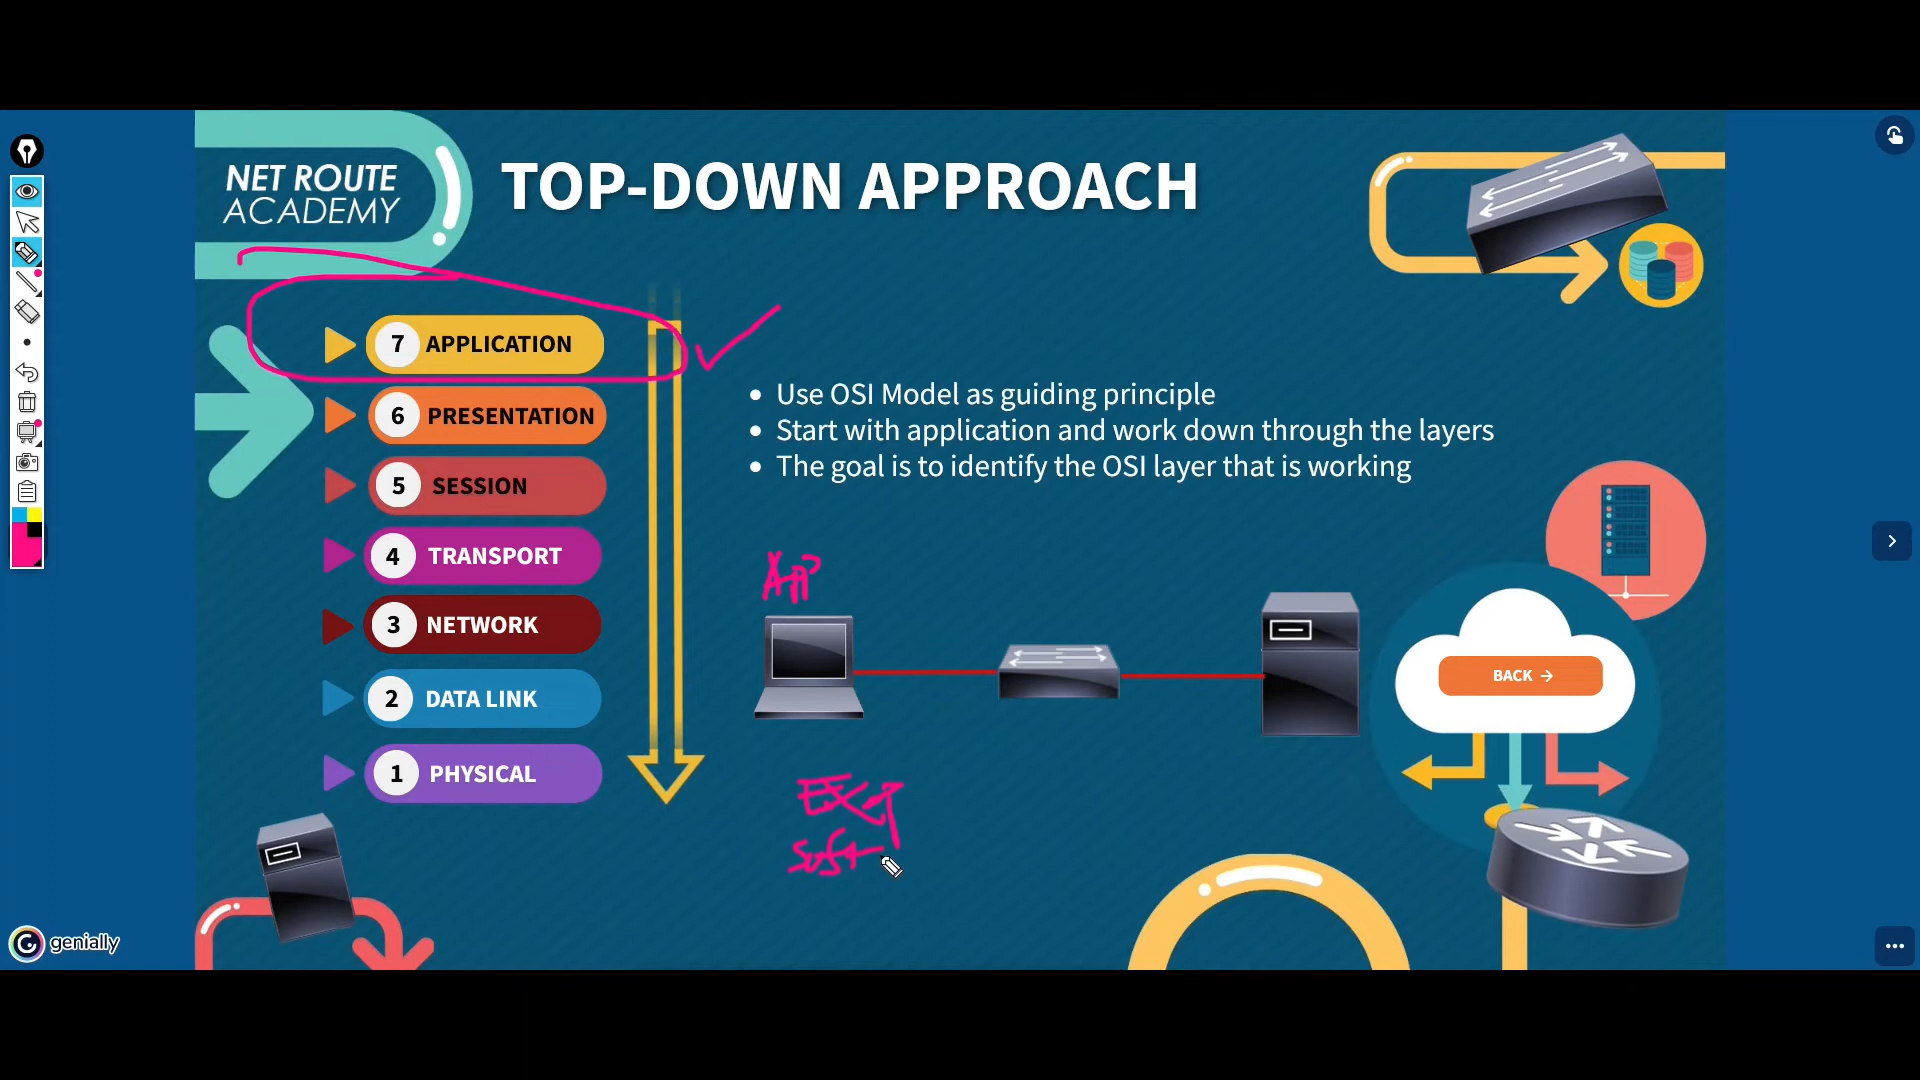 NET ROUTE
ACADEMY
TOP-DOWN APPROACH
7 APPLICATION
6 PRESENTATION
5 SESSION
4 TRANSPORT
3 NETWORK
2 DATA LINK
1 PHYSICAL
• Use OSI Model as guiding principle
• Start with application and work down through the layers
• The goal is to identify the OSI layer that is working
APP
BACK →
Soft
genially